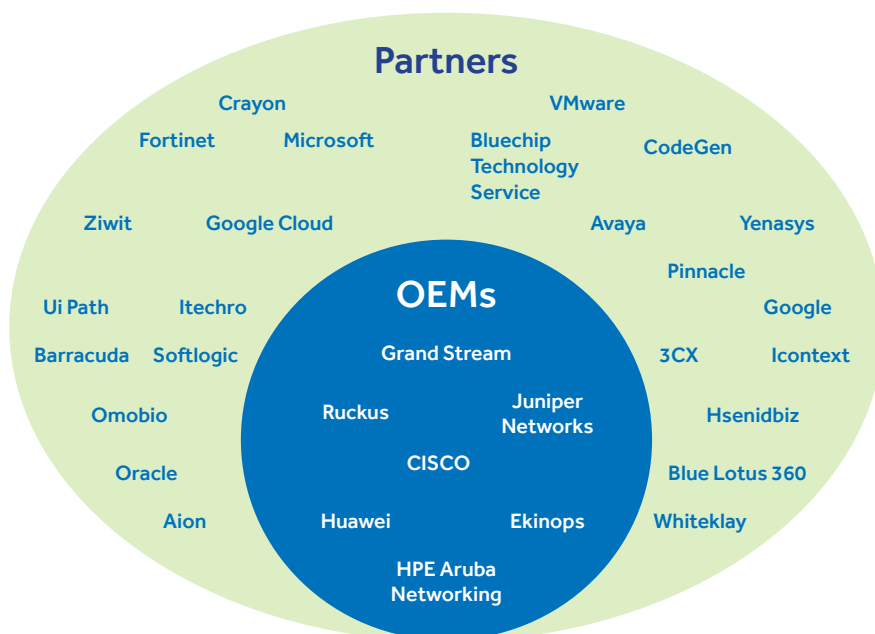 Partners
Crayon
VMware
Fortinet
Microsoft
Bluechip
Technology
Service
CodeGen
Ziwit
Google Cloud
Avaya
Yenasys
Pinnacle
OEMs
Ui Path
Itechro
Google
Grand Stream
Barracuda
Softlogic
3CX
Icontext
Ruckus
Juniper
Networks
Omobio
Hsenidbiz
CISCO
Oracle
Blue Lotus 360
Aion
Huawei
Ekinops
Whiteklay
HPE Aruba
Networking